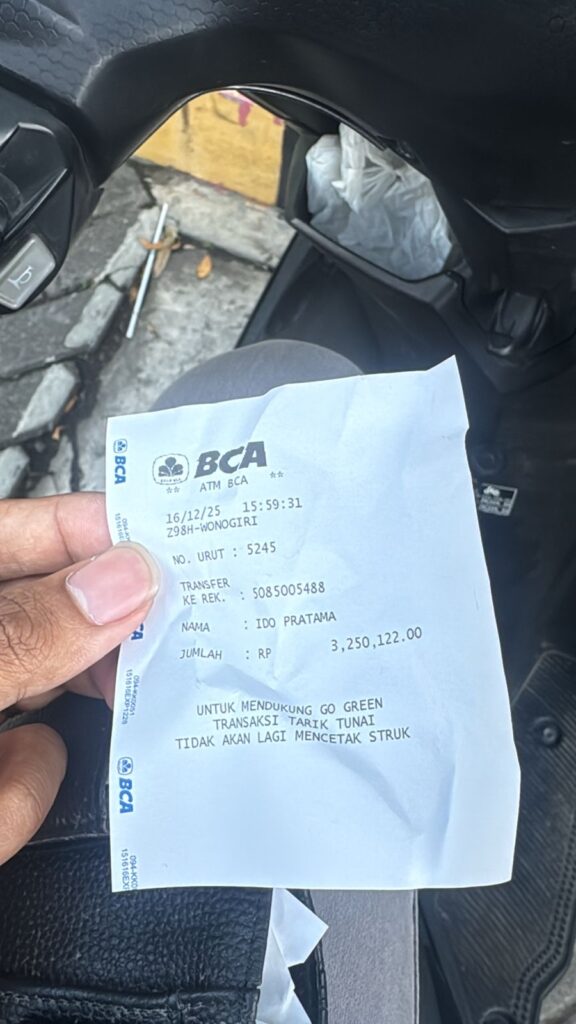 BCA
ATM BCA
** **
16/12/25 15:59:31
Z98H-WONOGIRI
NO. URUT : 5245
TRANSFER
KE REK. : 5085005488
NAMA : IDO PRATAMA
JUMLAH : RP 3,250,122.00
UNTUK MENDUKUNG GO GREEN
TRANSAKSI TARIK TUNAI
TIDAK AKAN LAGI MENCETAK STRUK
BCA
BCA